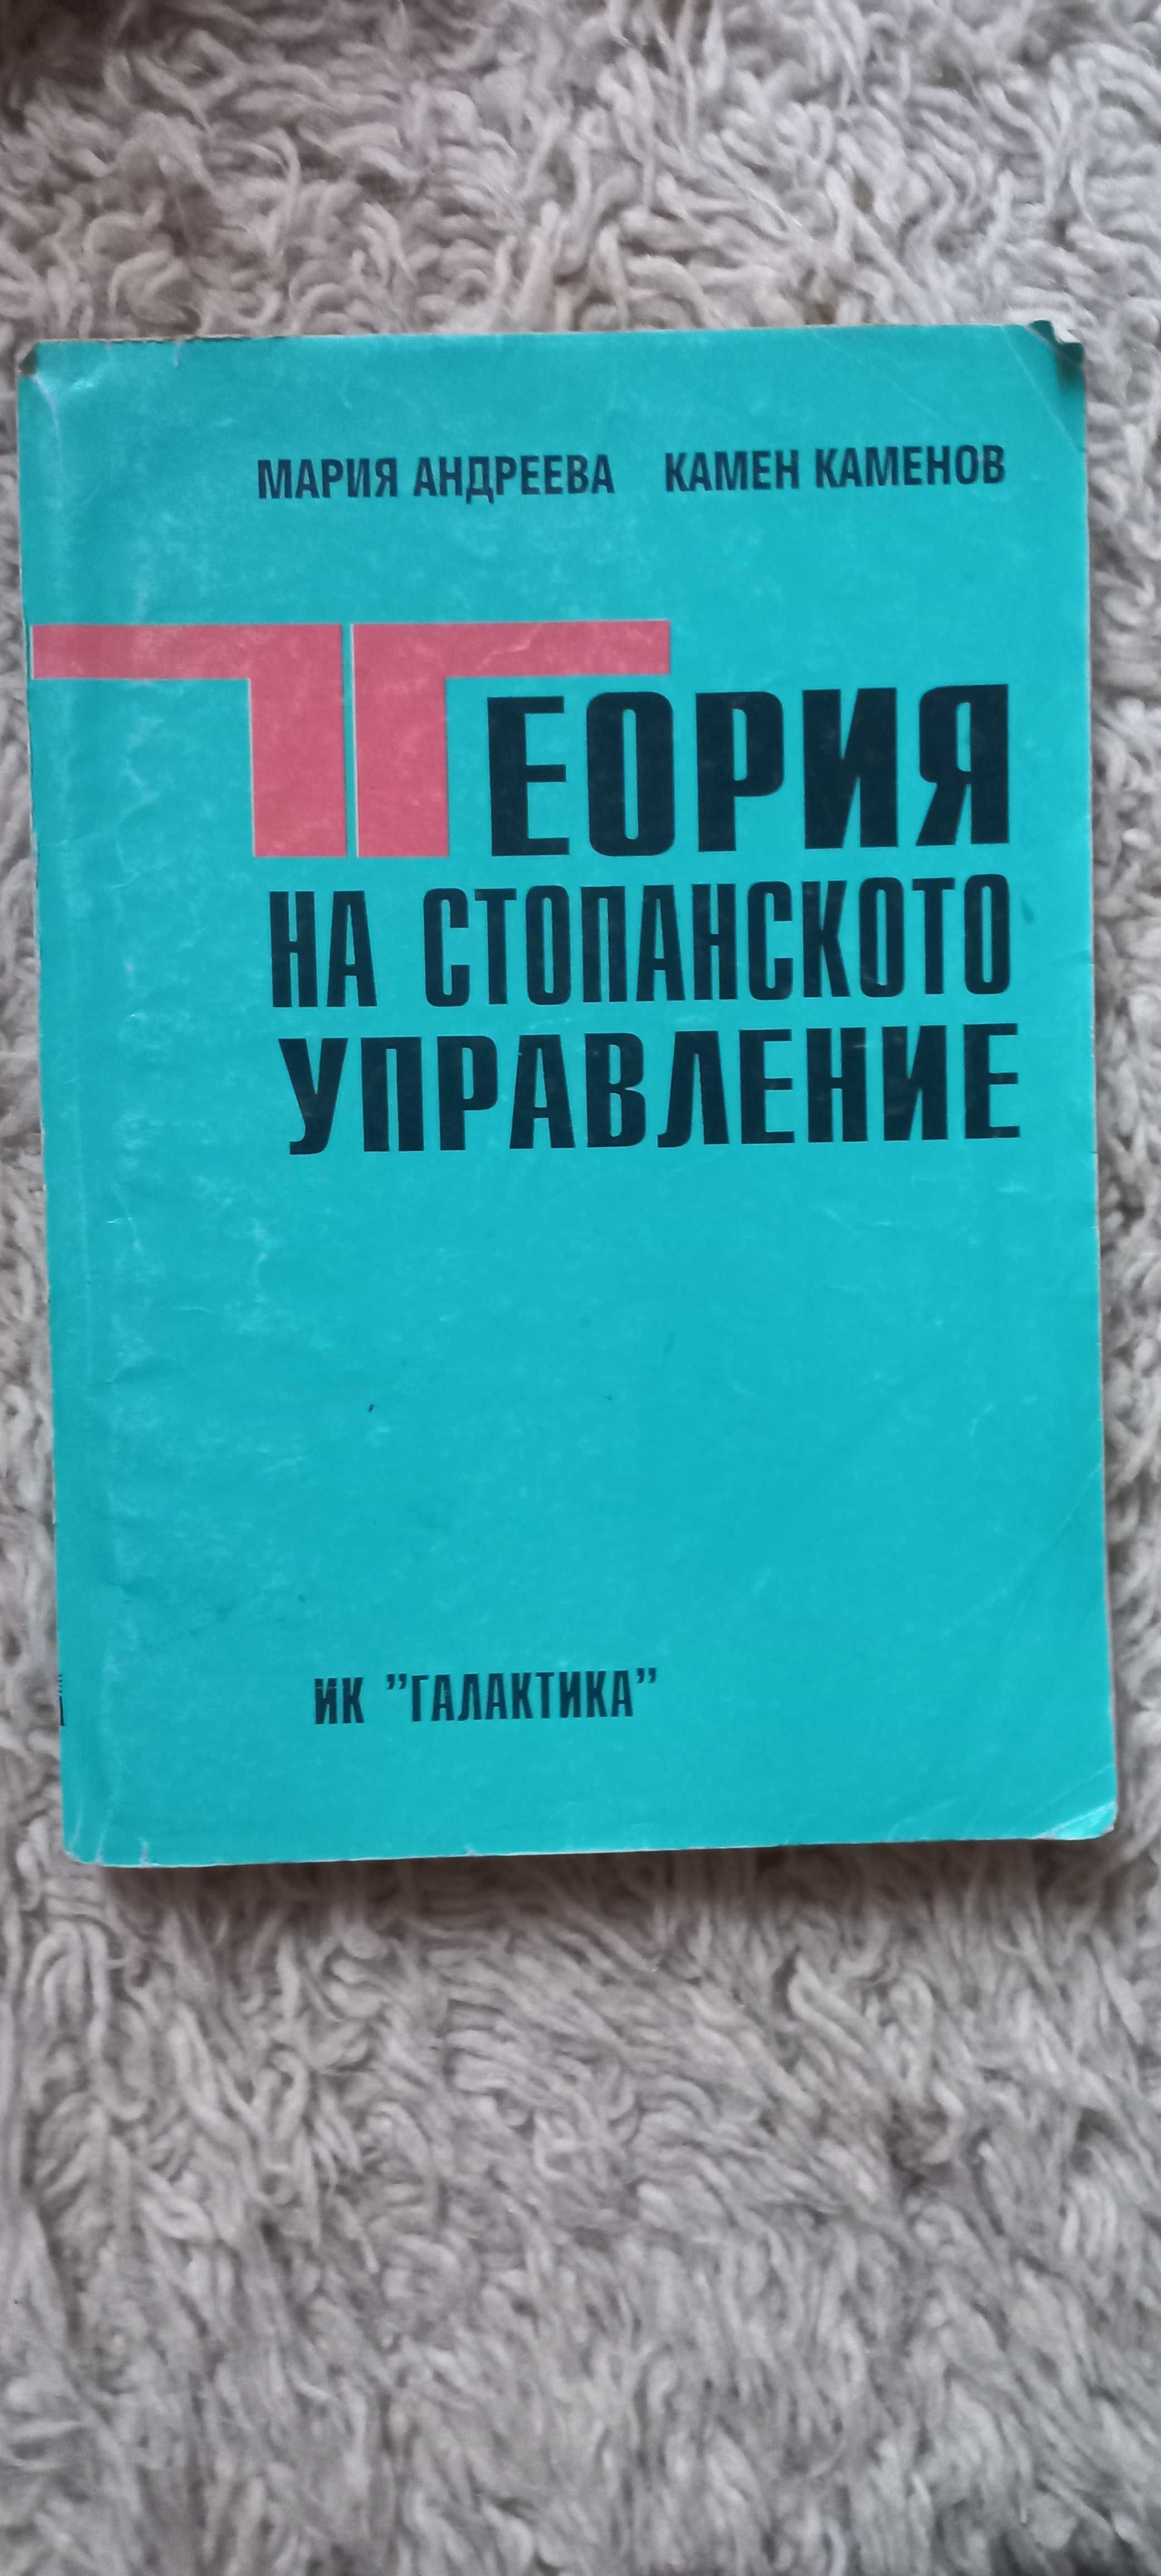 МАРИЯ АНДРЕЕВА КАМЕН КАМЕНОВ
ТЕОРИЯ
НА СТОПАНСКОТО
УПРАВЛЕНИЕ
ИК "ГАЛАКТИКА"